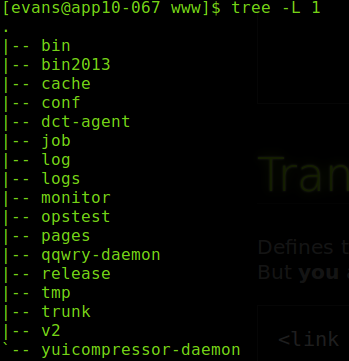 [evans@app10-067 www]$ tree -L 1
.
|-- bin
|-- bin2013
|-- cache
|-- conf
|-- dct-agent
|-- job
|-- log
|-- logs
|-- monitor
|-- opstest
|-- pages
|-- qqwry-daemon
|-- release
|-- tmp
|-- trunk
|-- v2
`-- yuicompressor-daemon
Tran
Defines t
But you a
<link